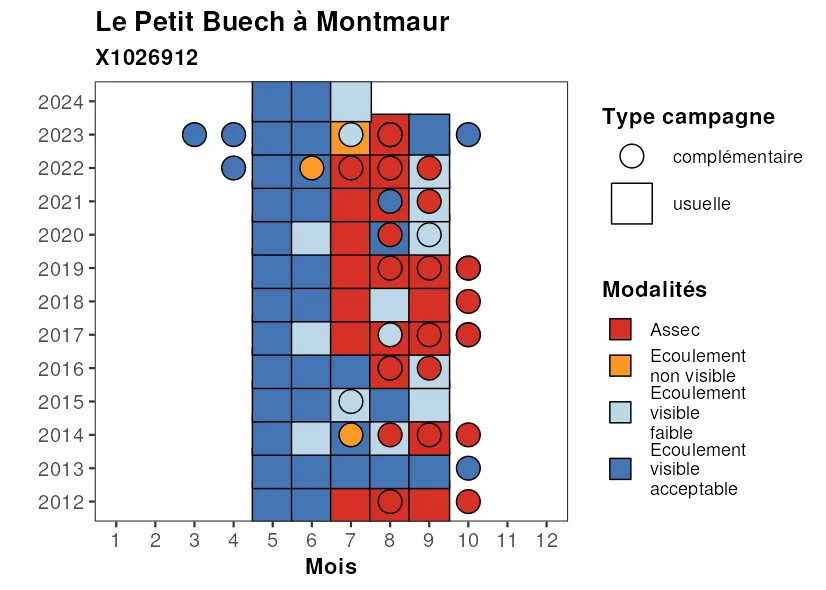 Le Petit Buech à Montmaur
X1026912
2024
2023
2022
2021
2020
2019
2018
2017
2016
2015
2014
2013
2012
1 2 3 4 5 6 7 8 9 10 11 12
Mois
Type campagne
complémentaire
usuelle
Modalités
Assec
Ecoulement
non visible
Ecoulement
visible
faible
Ecoulement
visible
acceptable